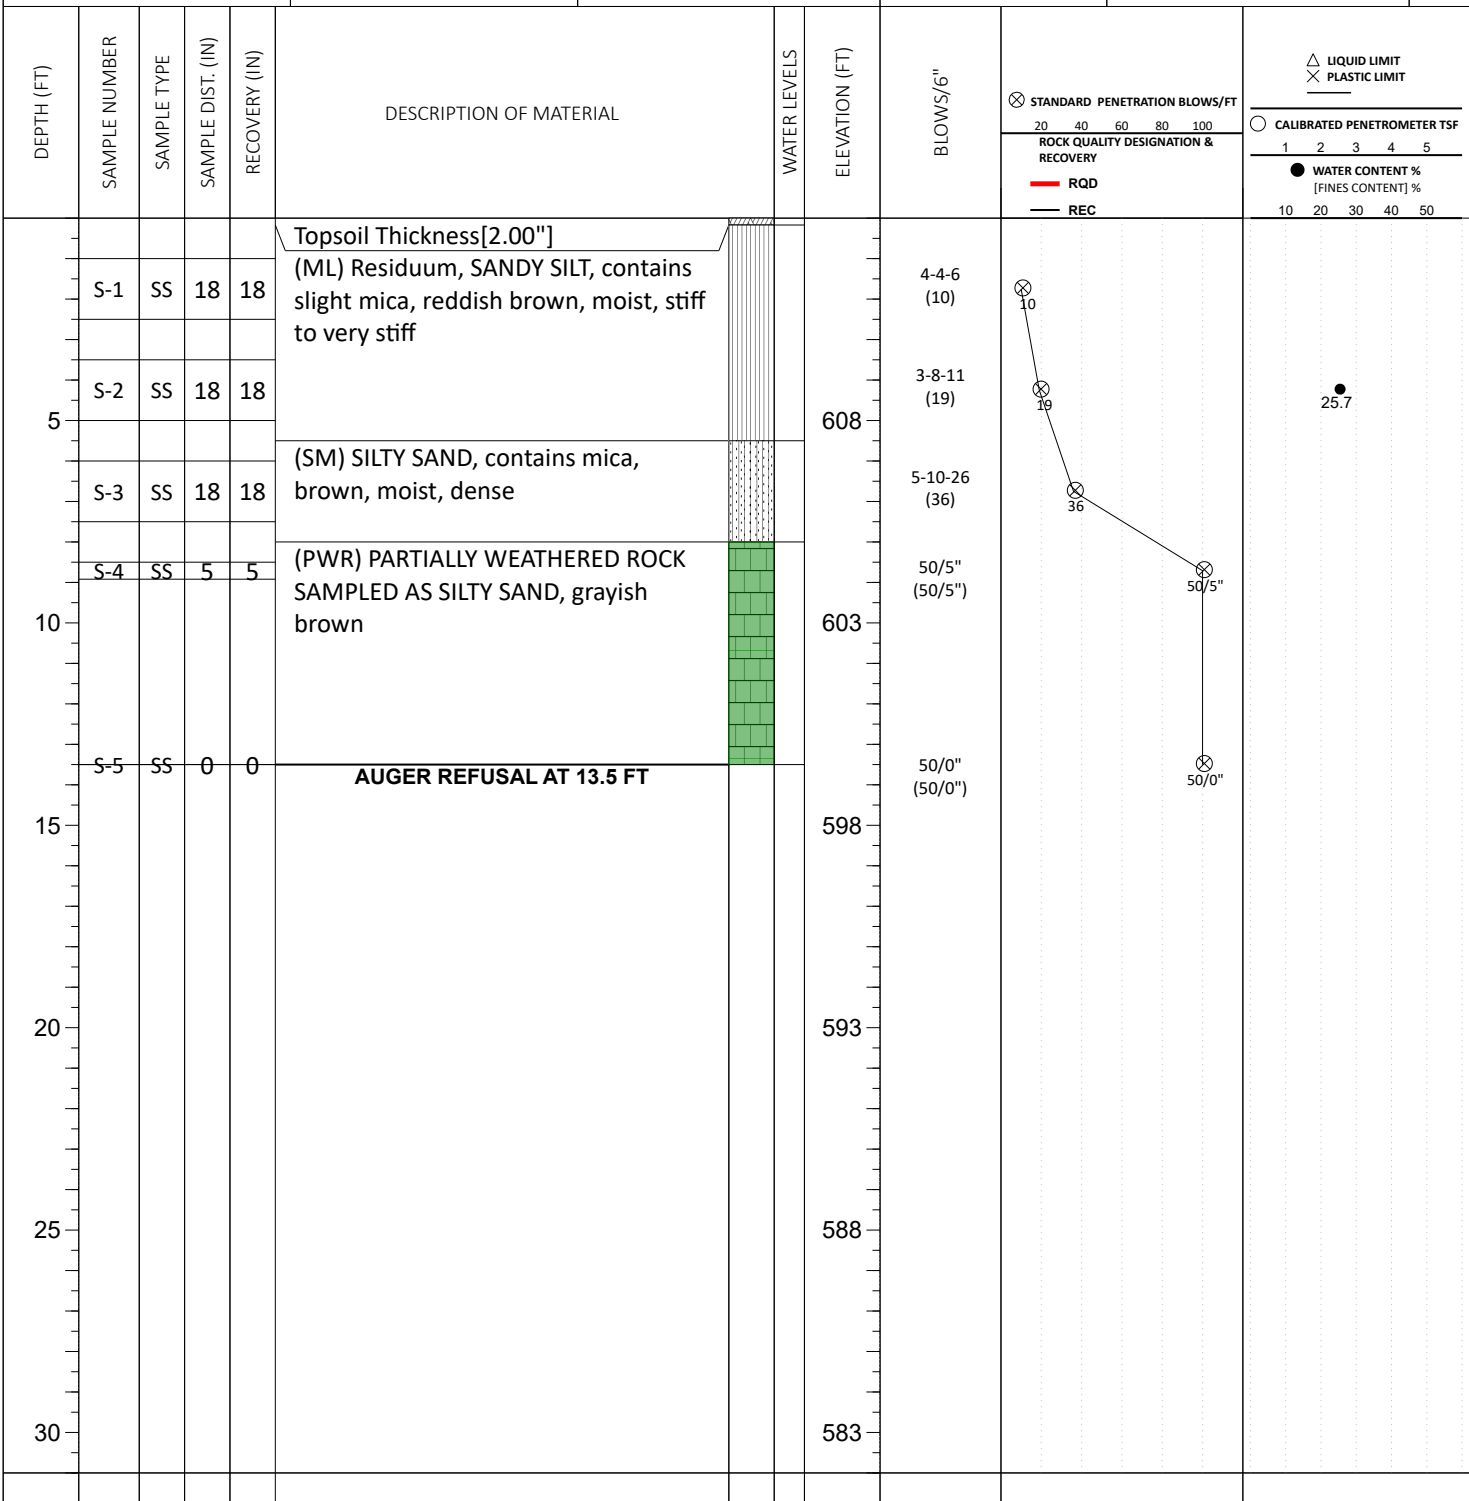 DEPTH (FT)
SAMPLE NUMBER
SAMPLE TYPE
SAMPLE DIST. (IN)
RECOVERY (IN)
DESCRIPTION OF MATERIAL
WATER LEVELS
ELEVATION (FT)
BLOWS/6"
STANDARD PENETRATION BLOWS/FT
20 40 60 80 100
ROCK QUALITY DESIGNATION &
RECOVERY
RQD
REC
LIQUID LIMIT
PLASTIC LIMIT
CALIBRATED PENETROMETER TSF
1 2 3 4 5
WATER CONTENT %
[FINES CONTENT] %
10 20 30 40 50
Topsoil Thickness[2.00"]
(ML) Residuum, SANDY SILT, contains
slight mica, reddish brown, moist, stiff
to very stiff
S-1 SS 18 18
4-4-6
(10)
10
S-2 SS 18 18
3-8-11
(19)
19
25.7
5
608
(SM) SILTY SAND, contains mica,
brown, moist, dense
S-3 SS 18 18
5-10-26
(36)
36
(PWR) PARTIALLY WEATHERED ROCK
SAMPLED AS SILTY SAND, grayish
brown
S-4 SS 5 5
50/5"
(50/5")
50/5"
10
603
S-5 SS 0 0
AUGER REFUSAL AT 13.5 FT
50/0"
(50/0")
50/0"
15
598
20
593
25
588
30
583